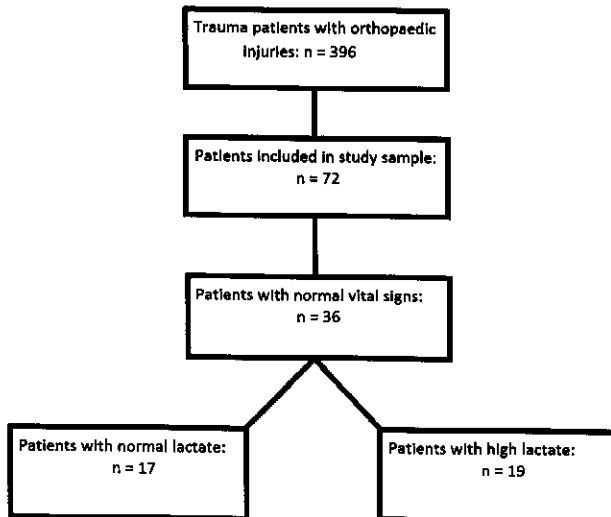 Trauma patients with orthopaedic
injuries: n = 396
Patients included in study sample:
n = 72
Patients with normal vital signs:
n = 36
Patients with normal lactate:
n = 17
Patients with high lactate:
n = 19